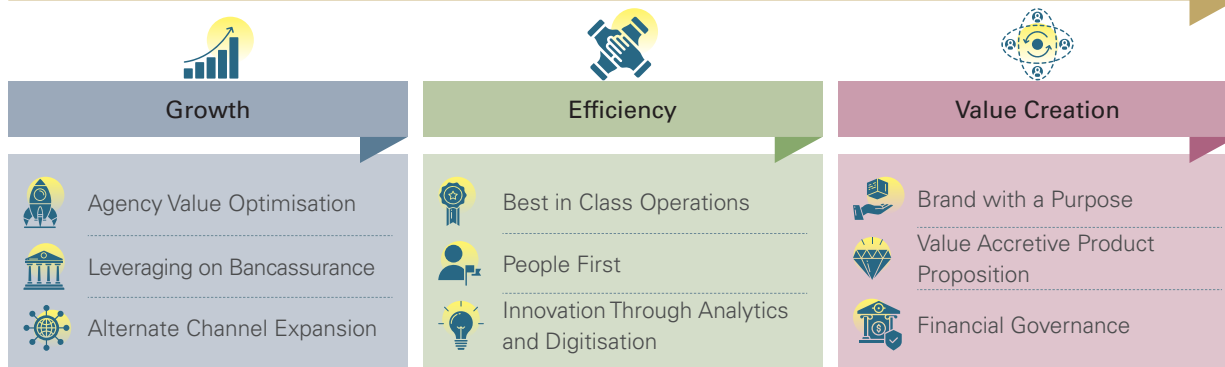 Growth
Agency Value Optimisation
Leveraging on Bancassurance
Alternate Channel Expansion
Efficiency
Best in Class Operations
People First
Innovation Through Analytics
and Digitisation
Value Creation
Brand with a Purpose
Value Accretive Product
Proposition
Financial Governance